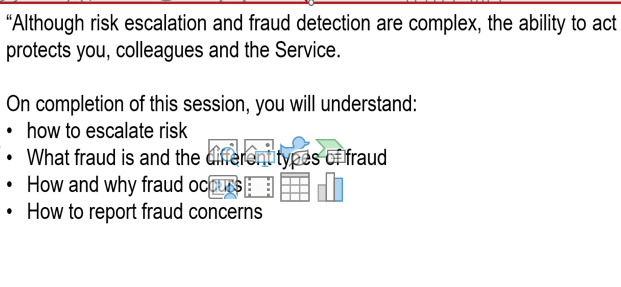 “Although risk escalation and fraud detection are complex, the ability to act
protects you, colleagues and the Service.
On completion of this session, you will understand:
• how to escalate risk
• What fraud is and the different types of fraud
• How and why fraud occurs
• How to report fraud concerns